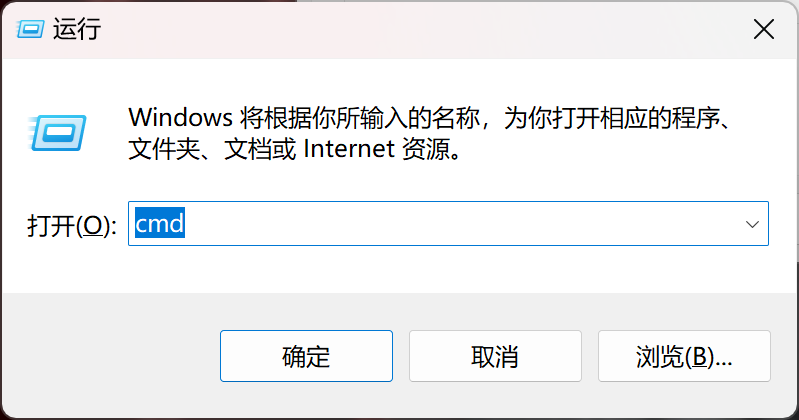 运行
Windows 将根据你所输入的名称，为你打开相应的程序、
文件夹、文档或 Internet 资源。
打开(O): cmd
确定 取消 浏览(B)...